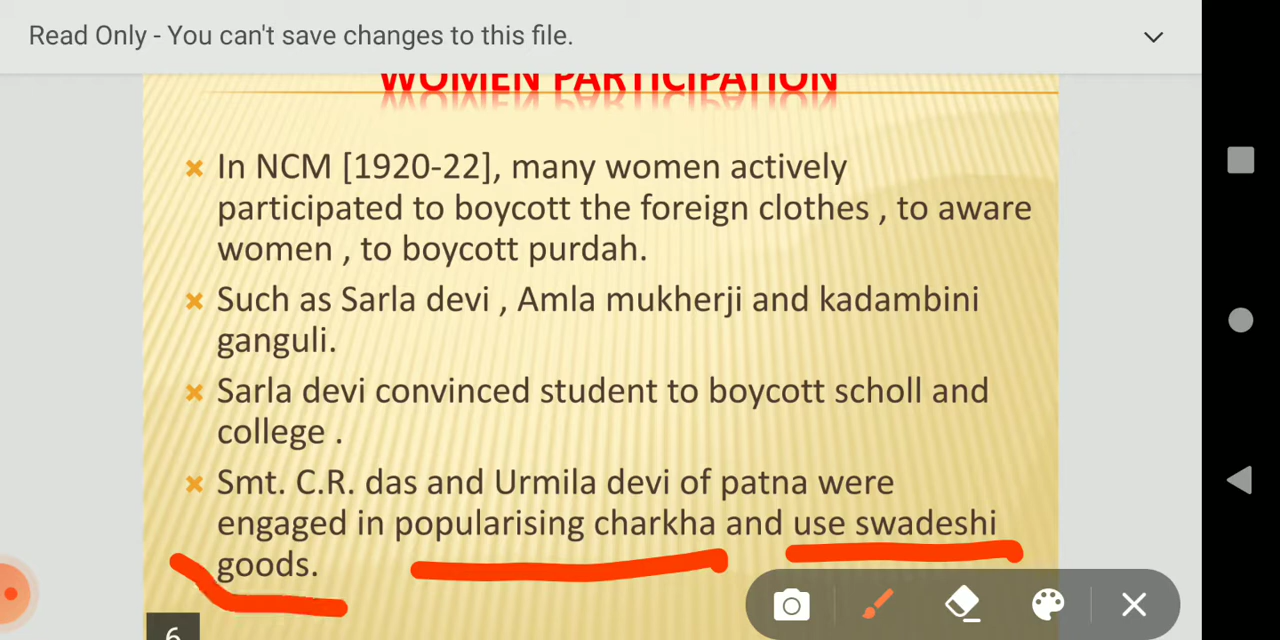 Read Only - You can't save changes to this file.
WOMEN PARTICIPATION
In NCM [1920-22], many women actively
participated to boycott the foreign clothes , to aware
women , to boycott purdah.
Such as Sarla devi , Amla mukherji and kadambini
ganguli.
Sarla devi convinced student to boycott scholl and
college .
Smt. C.R. das and Urmila devi of patna were
engaged in popularising charkha and use swadeshi
goods.
6